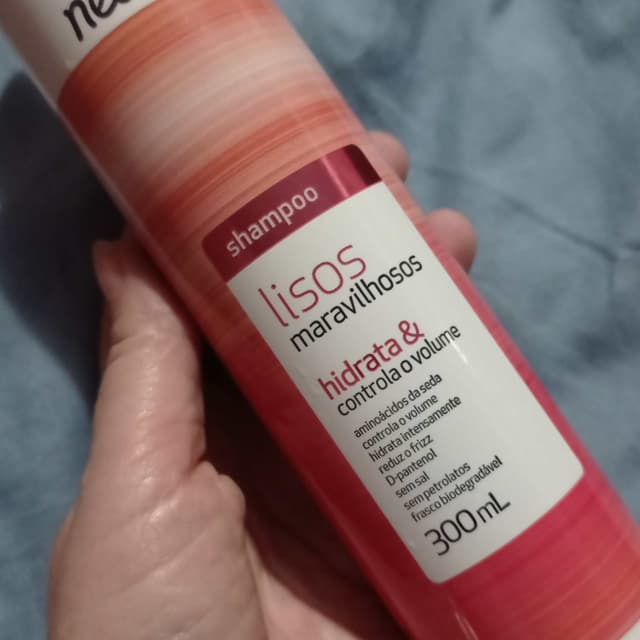 shampoo
lisos
maravilhosos
hidrata &
controla o volume
aminoácidos da seda
controla o volume
hidrata intensamente
reduz o frizz
D-pantenol
sem sal
sem petrolatos
frasco biodegradável
300 mL